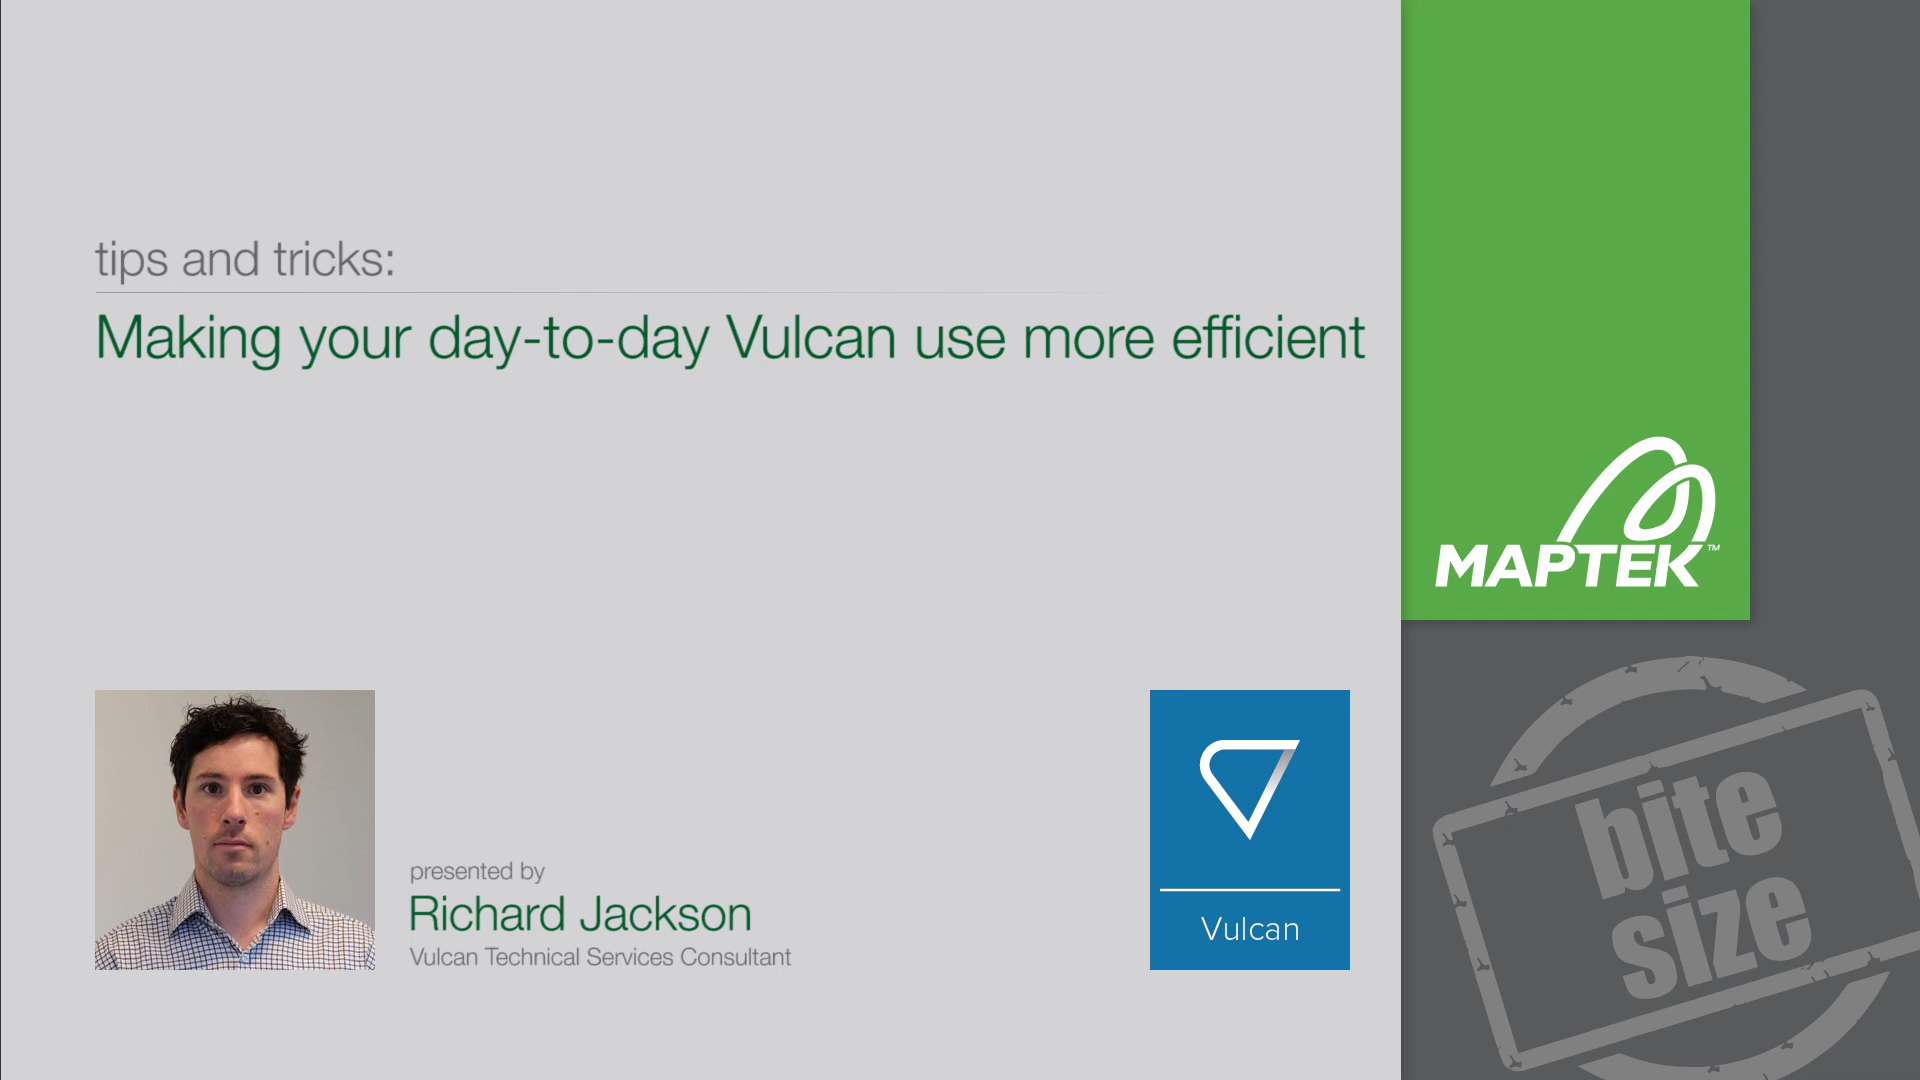 tips and tricks:
Making your day-to-day Vulcan use more efficient
MAPTEK™
presented by
Richard Jackson
Vulcan Technical Services Consultant
Vulcan
bite
size